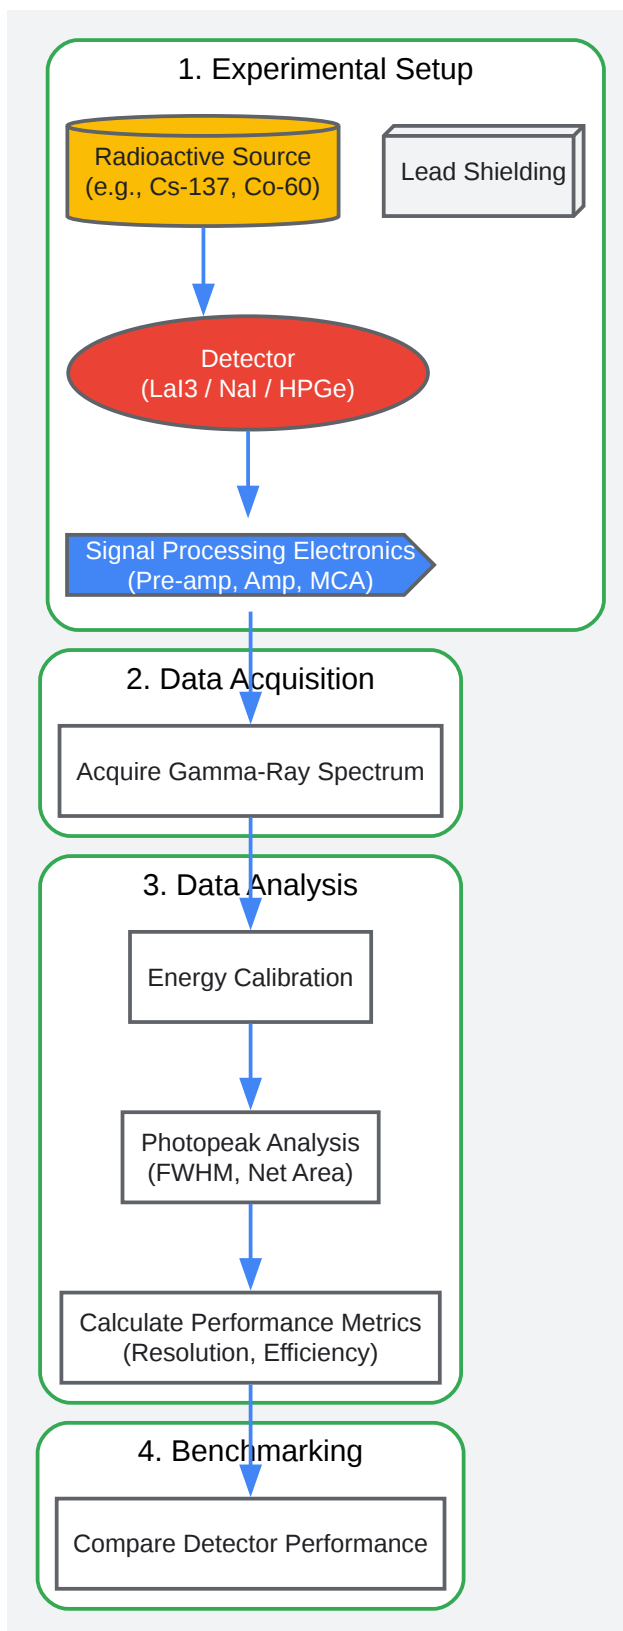 1. Experimental Setup
Radioactive Source
(e.g., Cs-137, Co-60)
Lead Shielding
Detector
(LaI3 / NaI / HPGe)
Signal Processing Electronics
(Pre-amp, Amp, MCA)
2. Data Acquisition
Acquire Gamma-Ray Spectrum
3. Data Analysis
Energy Calibration
Photopeak Analysis
(FWHM, Net Area)
Calculate Performance Metrics
(Resolution, Efficiency)
4. Benchmarking
Compare Detector Performance